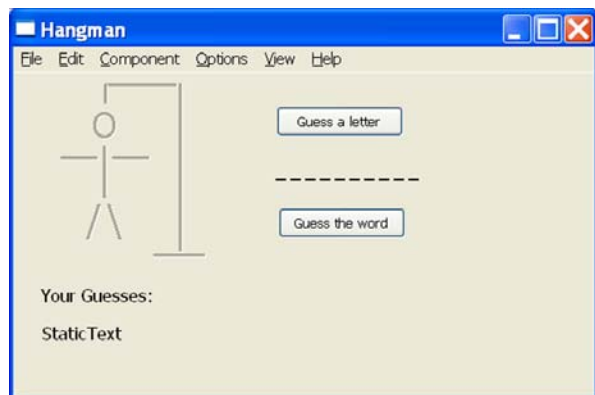 Hangman
File Edit Component Options View Help
Guess a letter
----------
Guess the word
Your Guesses:
StaticText